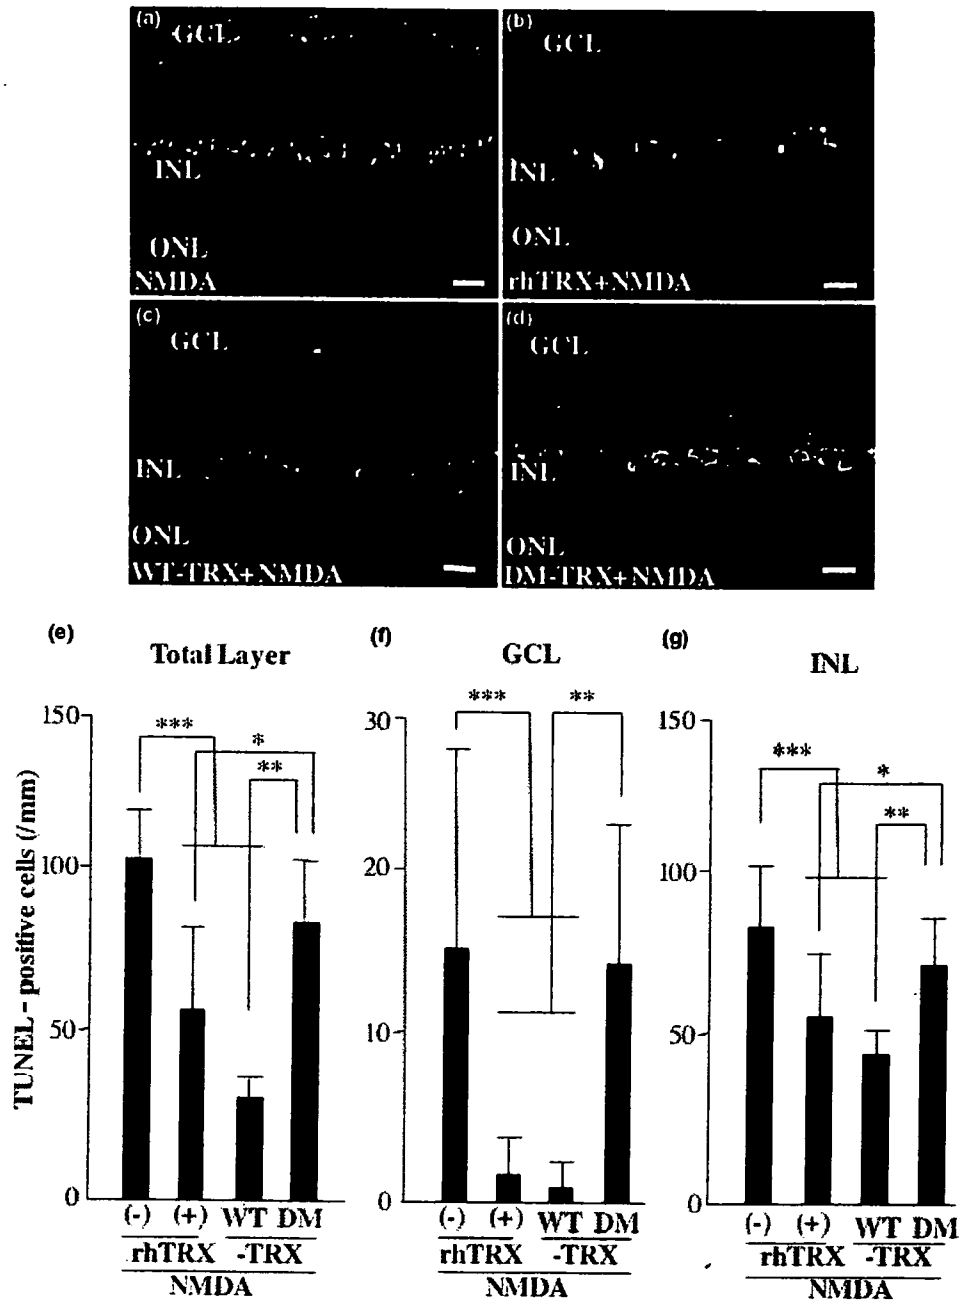 (a)
GCL
INL
ONL
NMDA
(b)
GCL
INL
ONL
rhTRX+NMDA
(c)
GCL
INL
ONL
WT-TRX+NMDA
(d)
GCL
INL
ONL
DM-TRX+NMDA
(e)
Total Layer
TUNEL - positive cells (/mm)
150
100
50
0
***
*
**
(-) (+) WT DM
rhTRX -TRX
NMDA
(f)
GCL
30
20
10
0
*** **
(-) (+) WT DM
rhTRX -TRX
NMDA
(g)
INL
150
100
50
0
***
*
**
(-) (+) WT DM
rhTRX -TRX
NMDA